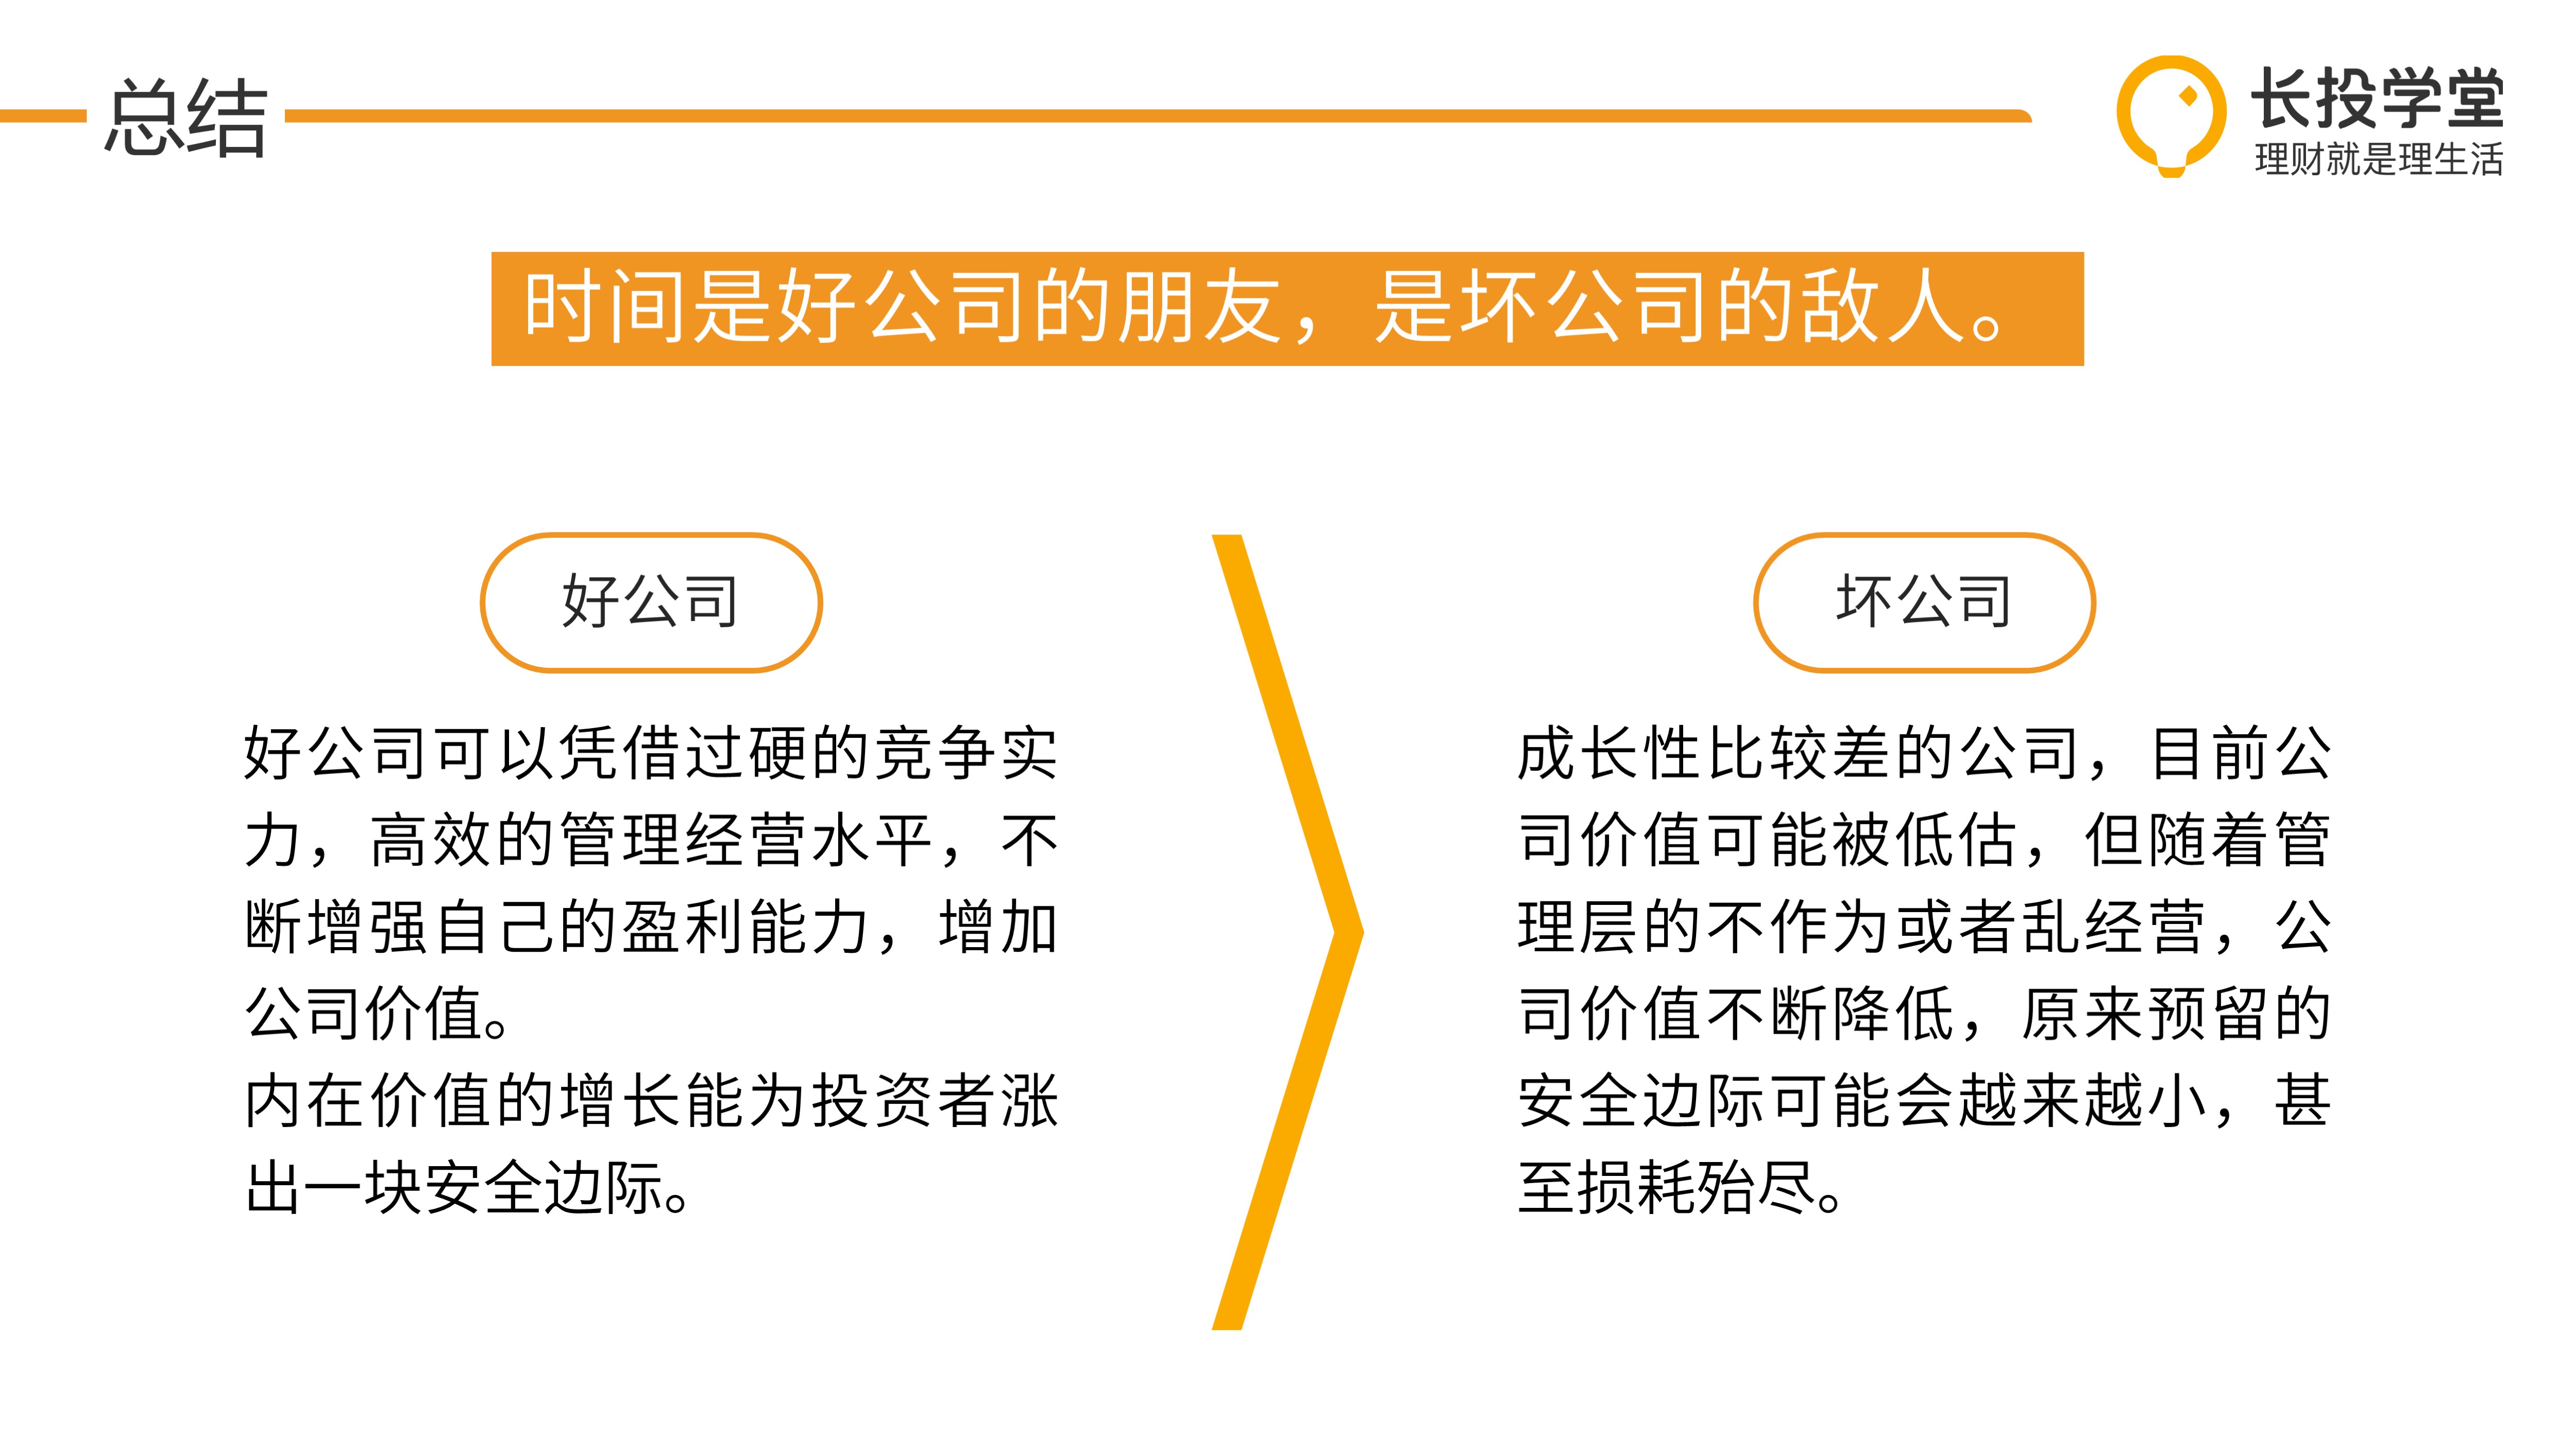 总结
长投学堂
理财就是理生活
时间是好公司的朋友，是坏公司的敌人。
好公司
好公司可以凭借过硬的竞争实
力，高效的管理经营水平，不
断增强自己的盈利能力，增加
公司价值。
内在价值的增长能为投资者涨
出一块安全边际。
坏公司
成长性比较差的公司，目前公
司价值可能被低估，但随着管
理层的不作为或者乱经营，公
司价值不断降低，原来预留的
安全边际可能会越来越小，甚
至损耗殆尽。